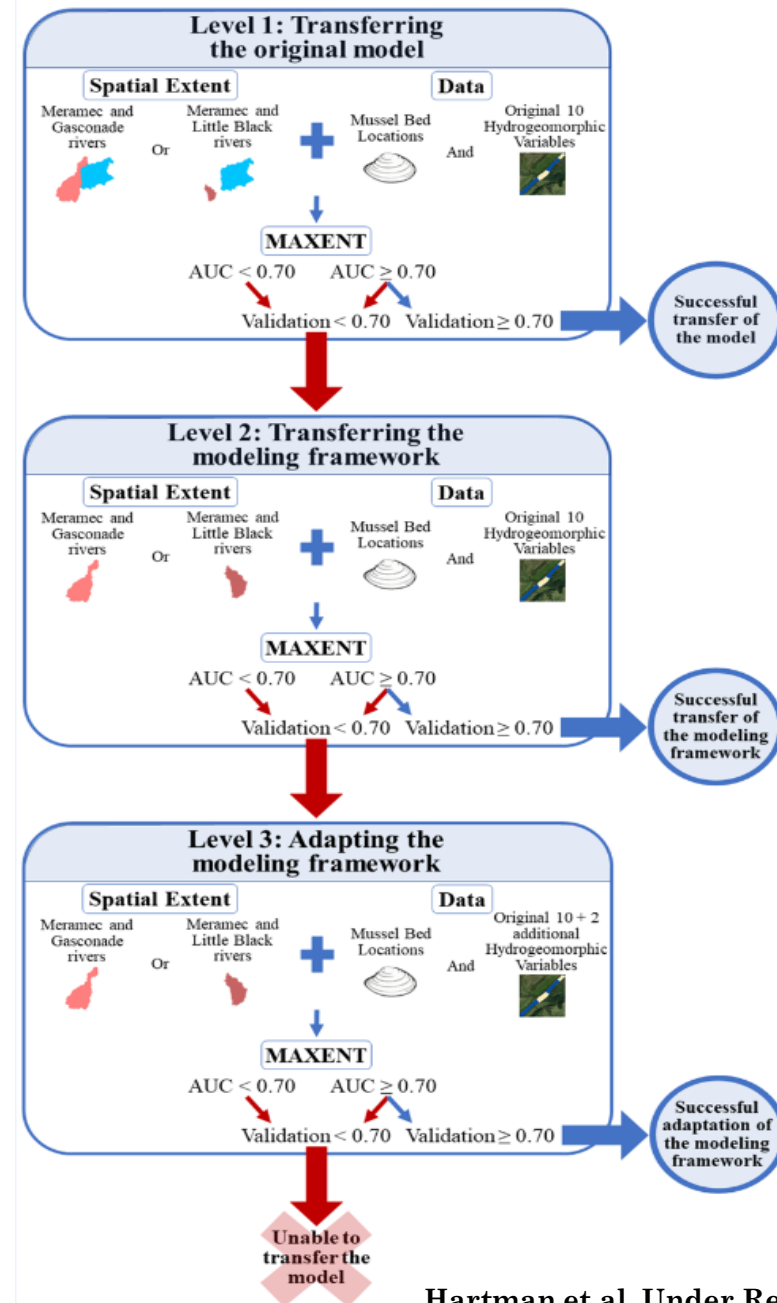 Level 1: Transferring
the original model
Spatial Extent
Data
Meramec and
Gasconade
rivers
Or
Meramec and
Little Black
rivers
Mussel Bed
Locations
And
Original 10
Hydrogeomorphic
Variables
MAXENT
AUC < 0.70 AUC ≥ 0.70
Validation < 0.70 Validation ≥ 0.70
Successful
transfer of
the model
Level 2: Transferring the
modeling framework
Spatial Extent
Data
Meramec and
Gasconade
rivers
Or
Meramec and
Little Black
rivers
Mussel Bed
Locations
And
Original 10
Hydrogeomorphic
Variables
MAXENT
AUC < 0.70 AUC ≥ 0.70
Validation < 0.70 Validation ≥ 0.70
Successful
transfer of
the modeling
framework
Level 3: Adapting the
modeling framework
Spatial Extent
Data
Meramec and
Gasconade
rivers
Or
Meramec and
Little Black
rivers
Mussel Bed
Locations
And
Original 10 + 2
additional
Hydrogeomorphic
Variables
MAXENT
AUC < 0.70 AUC ≥ 0.70
Validation < 0.70 Validation ≥ 0.70
Successful
adaptation of
the modeling
framework
Unable to
transfer the
model
Hartman et al. Under Re